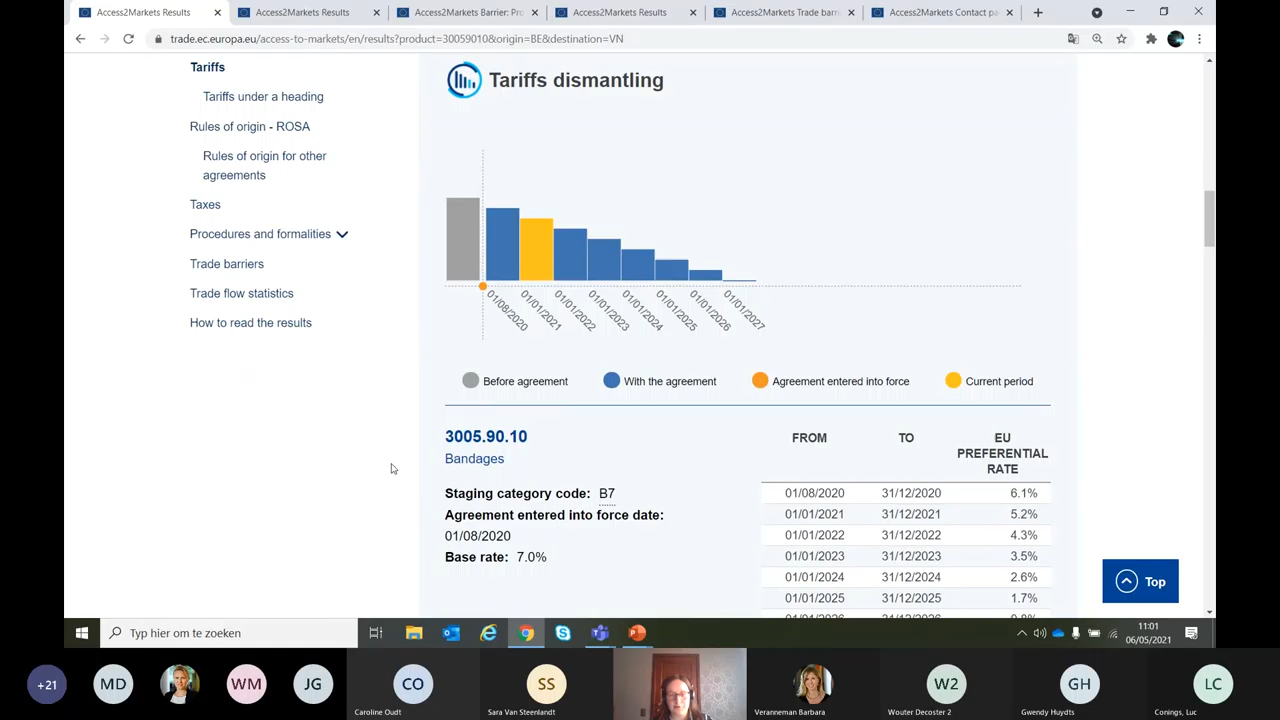 Access2Markets Results
Access2Markets Results
Access2Markets Barrier: Pro
Access2Markets Results
Access2Markets Trade barri
Access2Markets Contact pa
trade.ec.europa.eu/access-to-markets/en/results?product=30059010&origin=BE&destination=VN
Tariffs
Tariffs under a heading
Rules of origin - ROSA
Rules of origin for other
agreements
Taxes
Procedures and formalities
Trade barriers
Trade flow statistics
How to read the results
Tariffs dismantling
01/08/2020
01/01/2021
01/01/2022
01/01/2023
01/01/2024
01/01/2025
01/01/2026
01/01/2027
Before agreement
With the agreement
Agreement entered into force
Current period
3005.90.10
Bandages
Staging category code: B7
Agreement entered into force date:
01/08/2020
Base rate: 7.0%
FROM TO EU
PREFERENTIAL
RATE
01/08/2020 31/12/2020 6.1%
01/01/2021 31/12/2021 5.2%
01/01/2022 31/12/2022 4.3%
01/01/2023 31/12/2023 3.5%
01/01/2024 31/12/2024 2.6%
01/01/2025 31/12/2025 1.7%
01/01/2026 31/12/2026 0.8%
Top
Typ hier om te zoeken
11:01
06/05/2021
+21
MD
WM
JG
CO
SS
W2
GH
LC
Caroline Oudt
Sara Van Steenlandt
Veranneman Barbara
Wouter Decoster 2
Gwendy Huydts
Conings, Luc